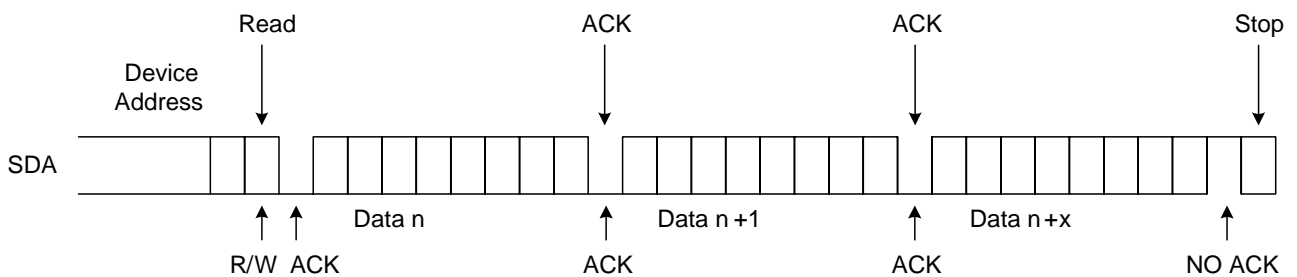 Read ACK ACK Stop
Device
Address
SDA
Data n Data n+1 Data n+x
R/W ACK ACK ACK NO ACK